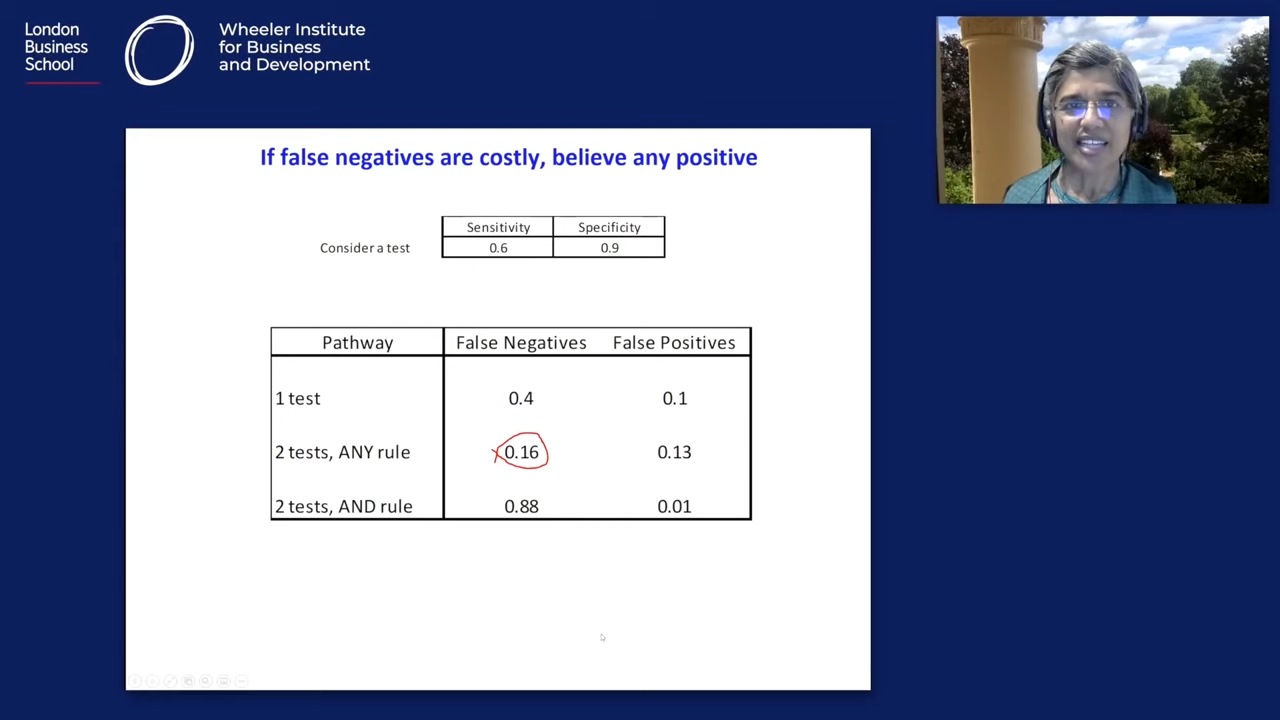 London
Business
School
Wheeler Institute
for Business
and Development
If false negatives are costly, believe any positive
Sensitivity Specificity
Consider a test 0.6 0.9
Pathway False Negatives False Positives
1 test 0.4 0.1
2 tests, ANY rule 0.16 0.13
2 tests, AND rule 0.88 0.01